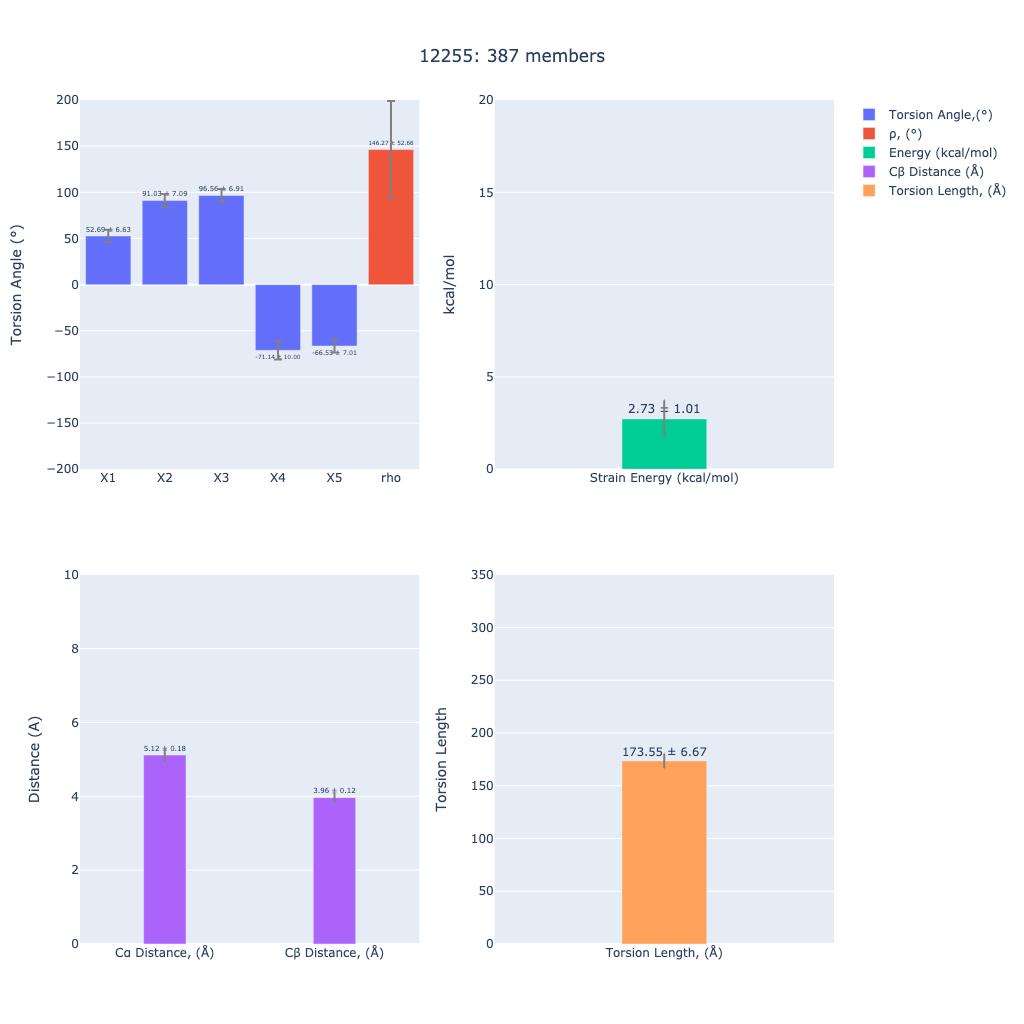 12255: 387 members
200
150
100
50
0
−50
−100
−150
−200
Torsion Angle (°)
52.69 ± 6.63
91.03 ± 7.09
96.56 ± 6.91
-71.14 ± 10.00
-66.53 ± 7.01
146.27 ± 52.66
X1 X2 X3 X4 X5 rho
20
15
10
5
0
kcal/mol
2.73 ± 1.01
Strain Energy (kcal/mol)
Torsion Angle,(°)
ρ, (°)
Energy (kcal/mol)
Cβ Distance (Å)
Torsion Length, (Å)
10
8
6
4
2
0
Distance (A)
5.12 ± 0.18
3.96 ± 0.12
Cα Distance, (Å) Cβ Distance, (Å)
350
300
250
200
150
100
50
0
Torsion Length
173.55 ± 6.67
Torsion Length, (Å)